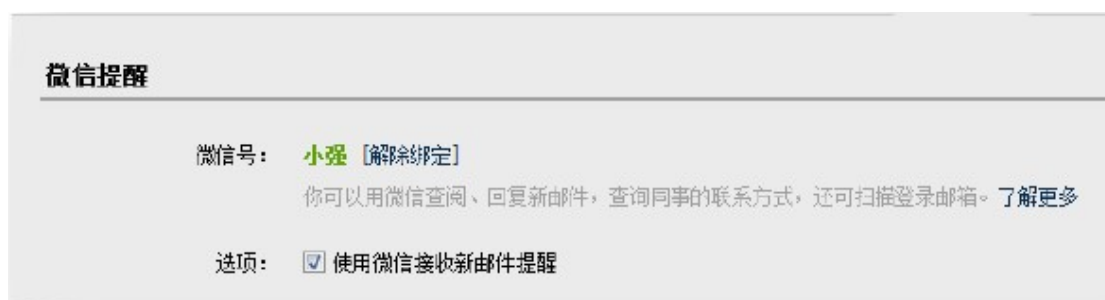 微信提醒
微信号： 小强 [解除绑定]
你可以用微信查阅、回复新邮件，查询同事的联系方式，还可扫描登录邮箱。了解更多
选项： 使用微信接收新邮件提醒